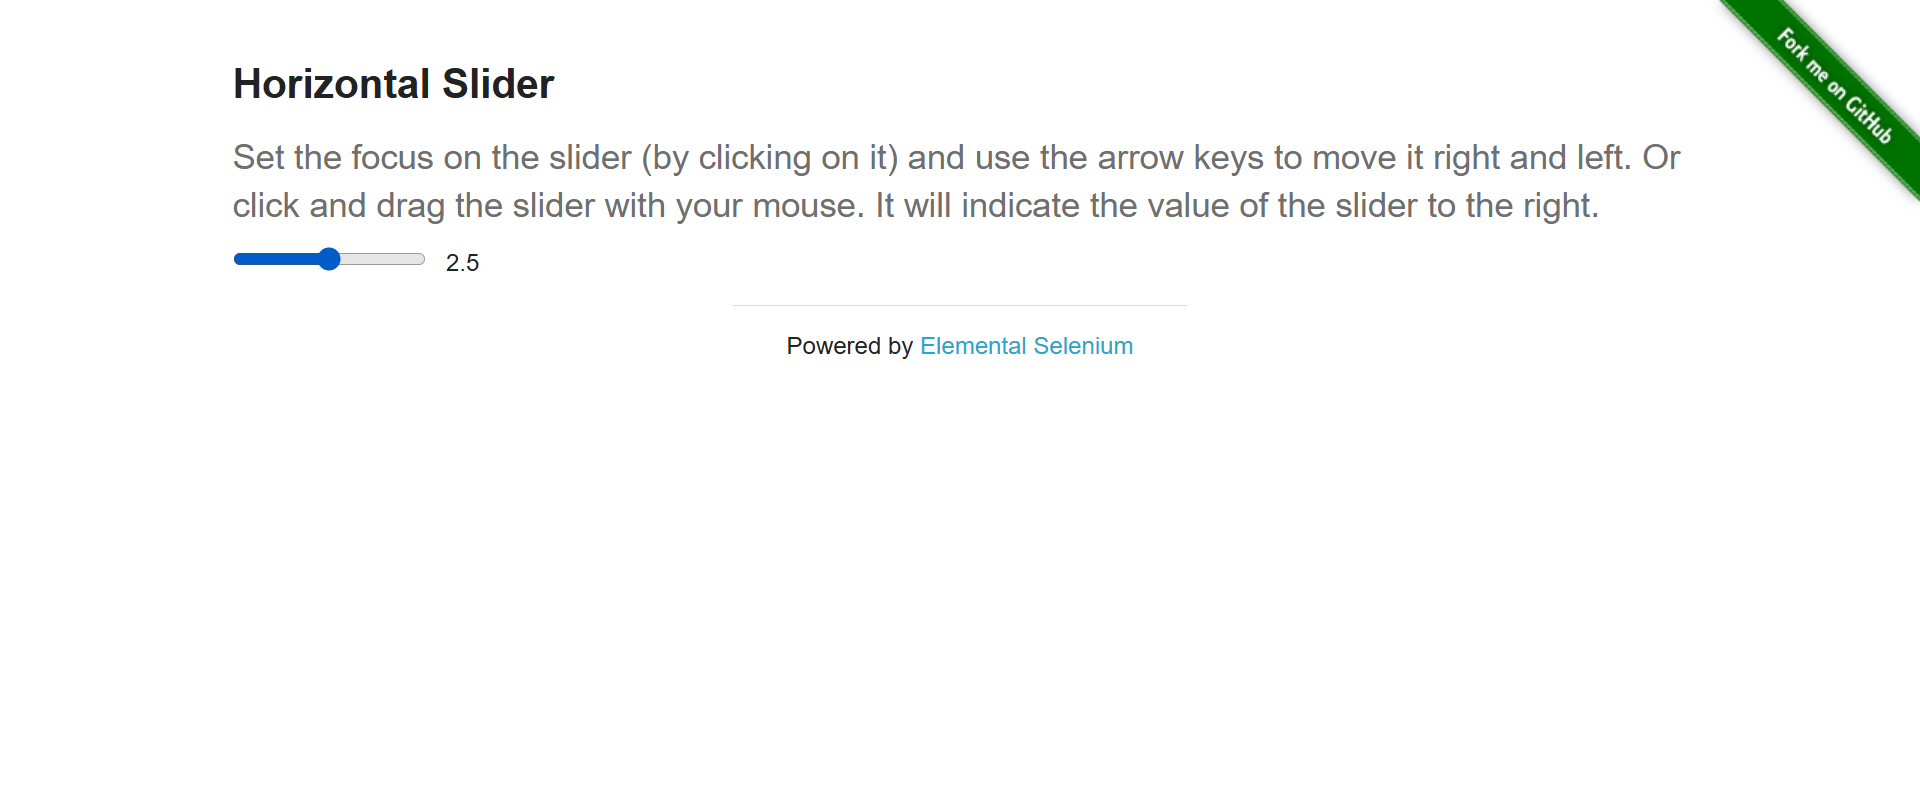 Fork me on GitHub
Horizontal Slider
Set the focus on the slider (by clicking on it) and use the arrow keys to move it right and left. Or
click and drag the slider with your mouse. It will indicate the value of the slider to the right.
2.5
Powered by Elemental Selenium